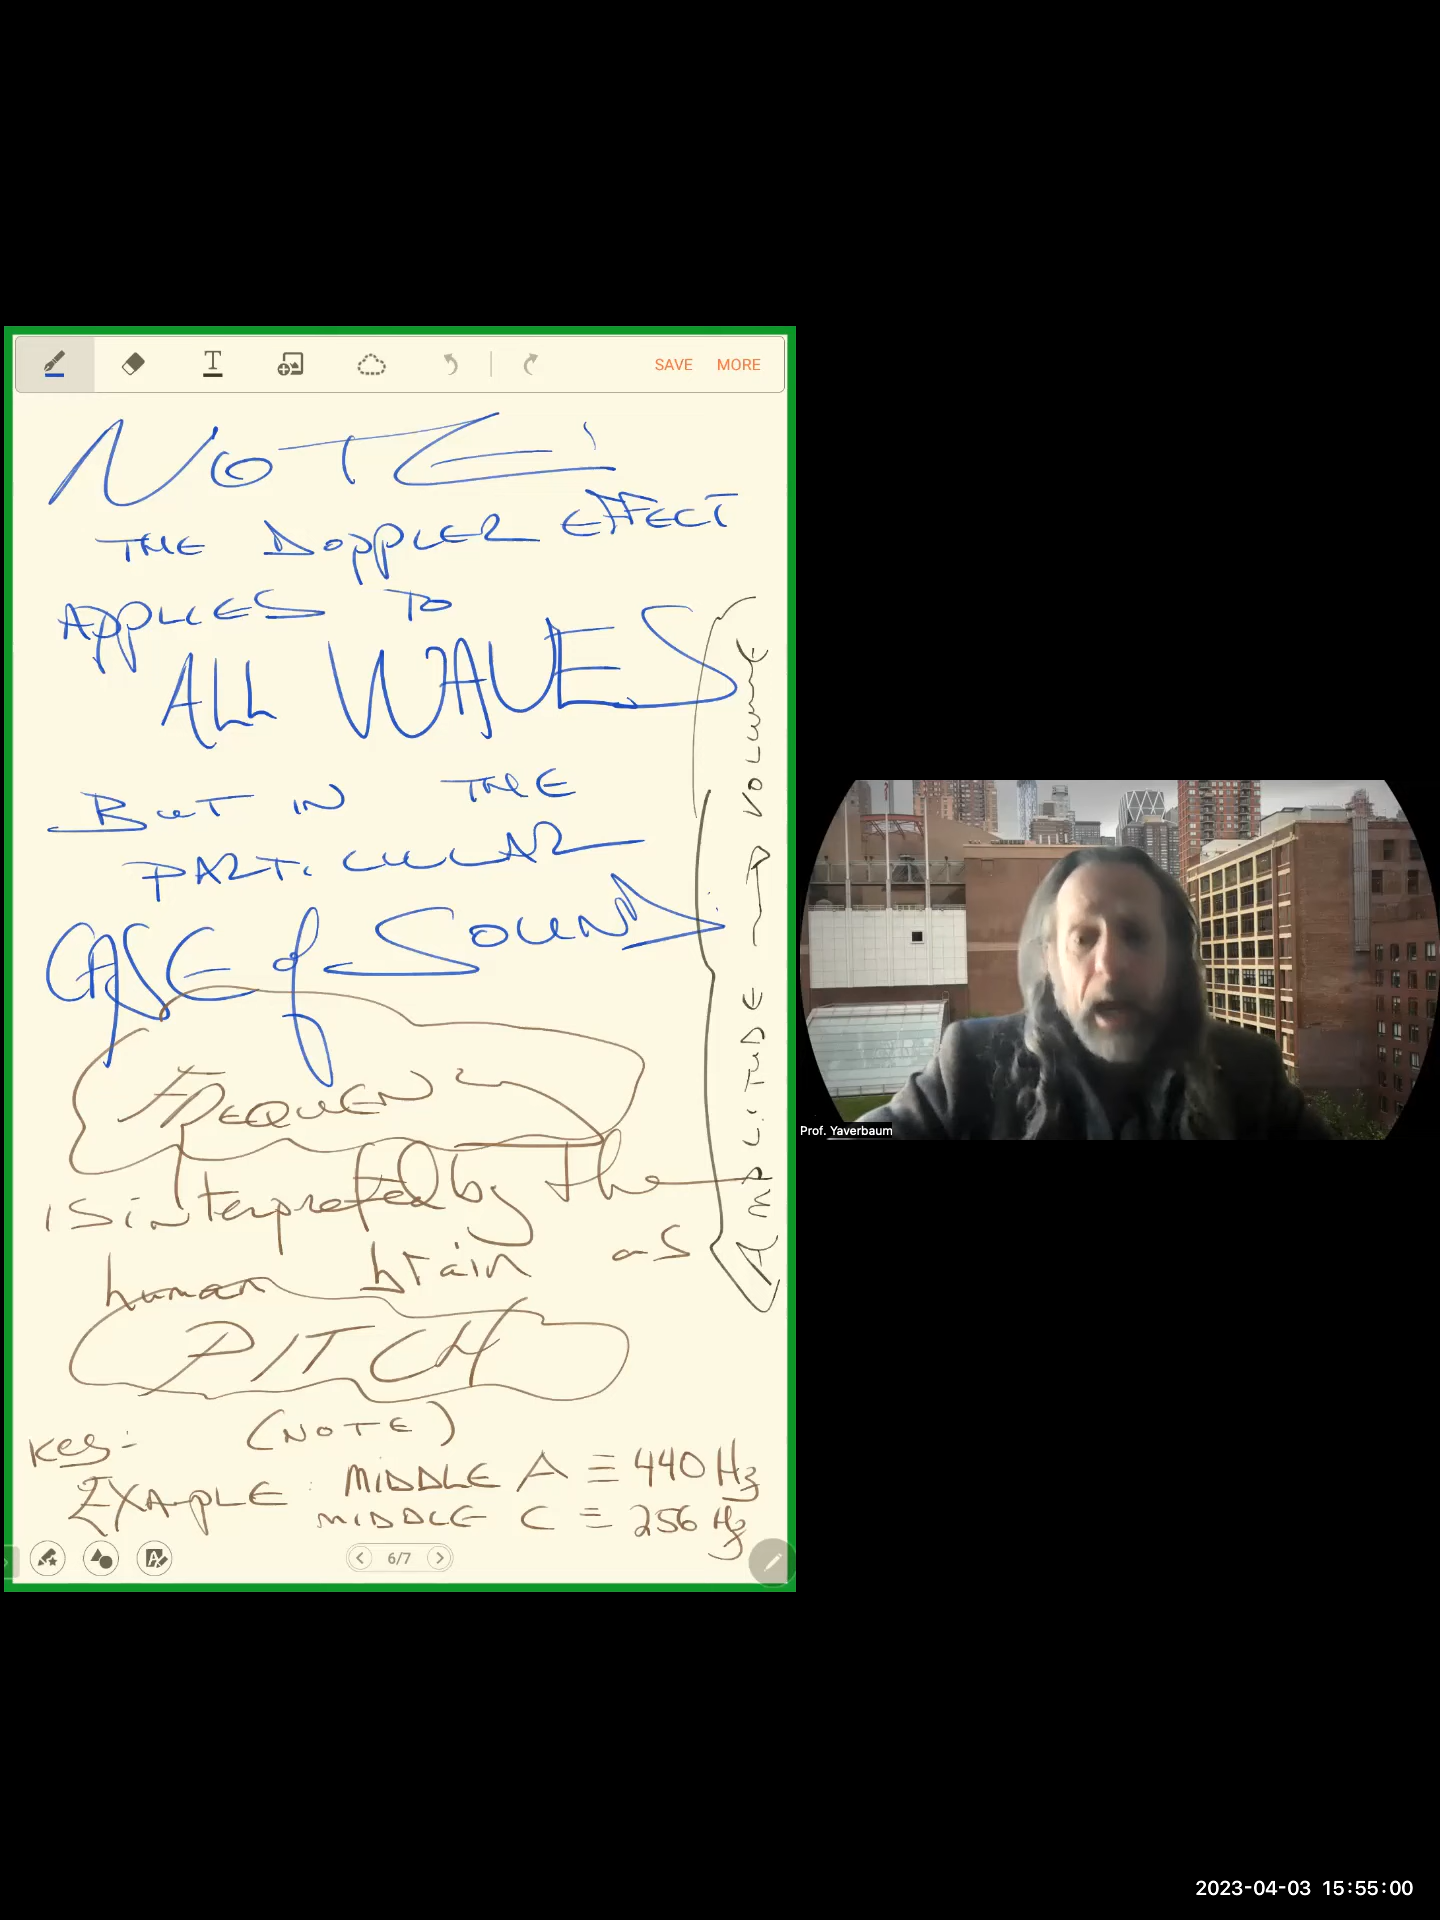 T
SAVE MORE
NOTE:
THE DOPPLER EFFECT
APPLIES TO
ALL WAVES
BUT IN THE
PARTICULAR
CASE of SOUND:
FREQUENCY
is interpreted by the
human brain as
PITCH
(NOTE)
Key:
EXAMPLE: MIDDLE A ≡ 440 Hz
MIDDLE C ≡ 256 Hz
AMPLITUDE → VOLUME
6/7
Prof. Yaverbaum
2023-04-03 15:55:00